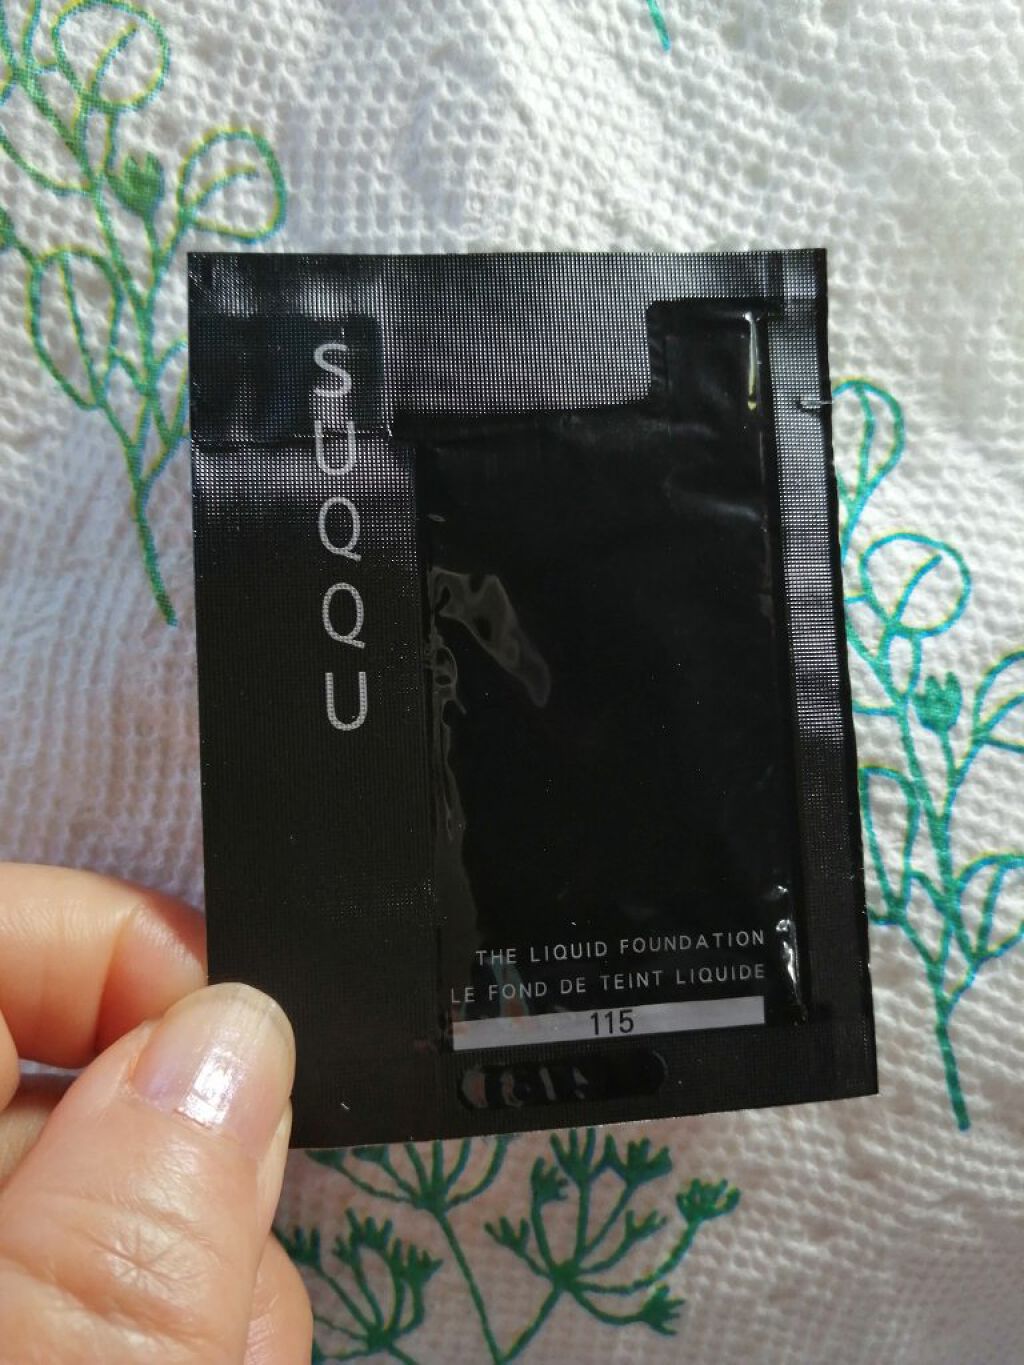 SUQQU
THE LIQUID FOUNDATION
LE FOND DE TEINT LIQUIDE
115